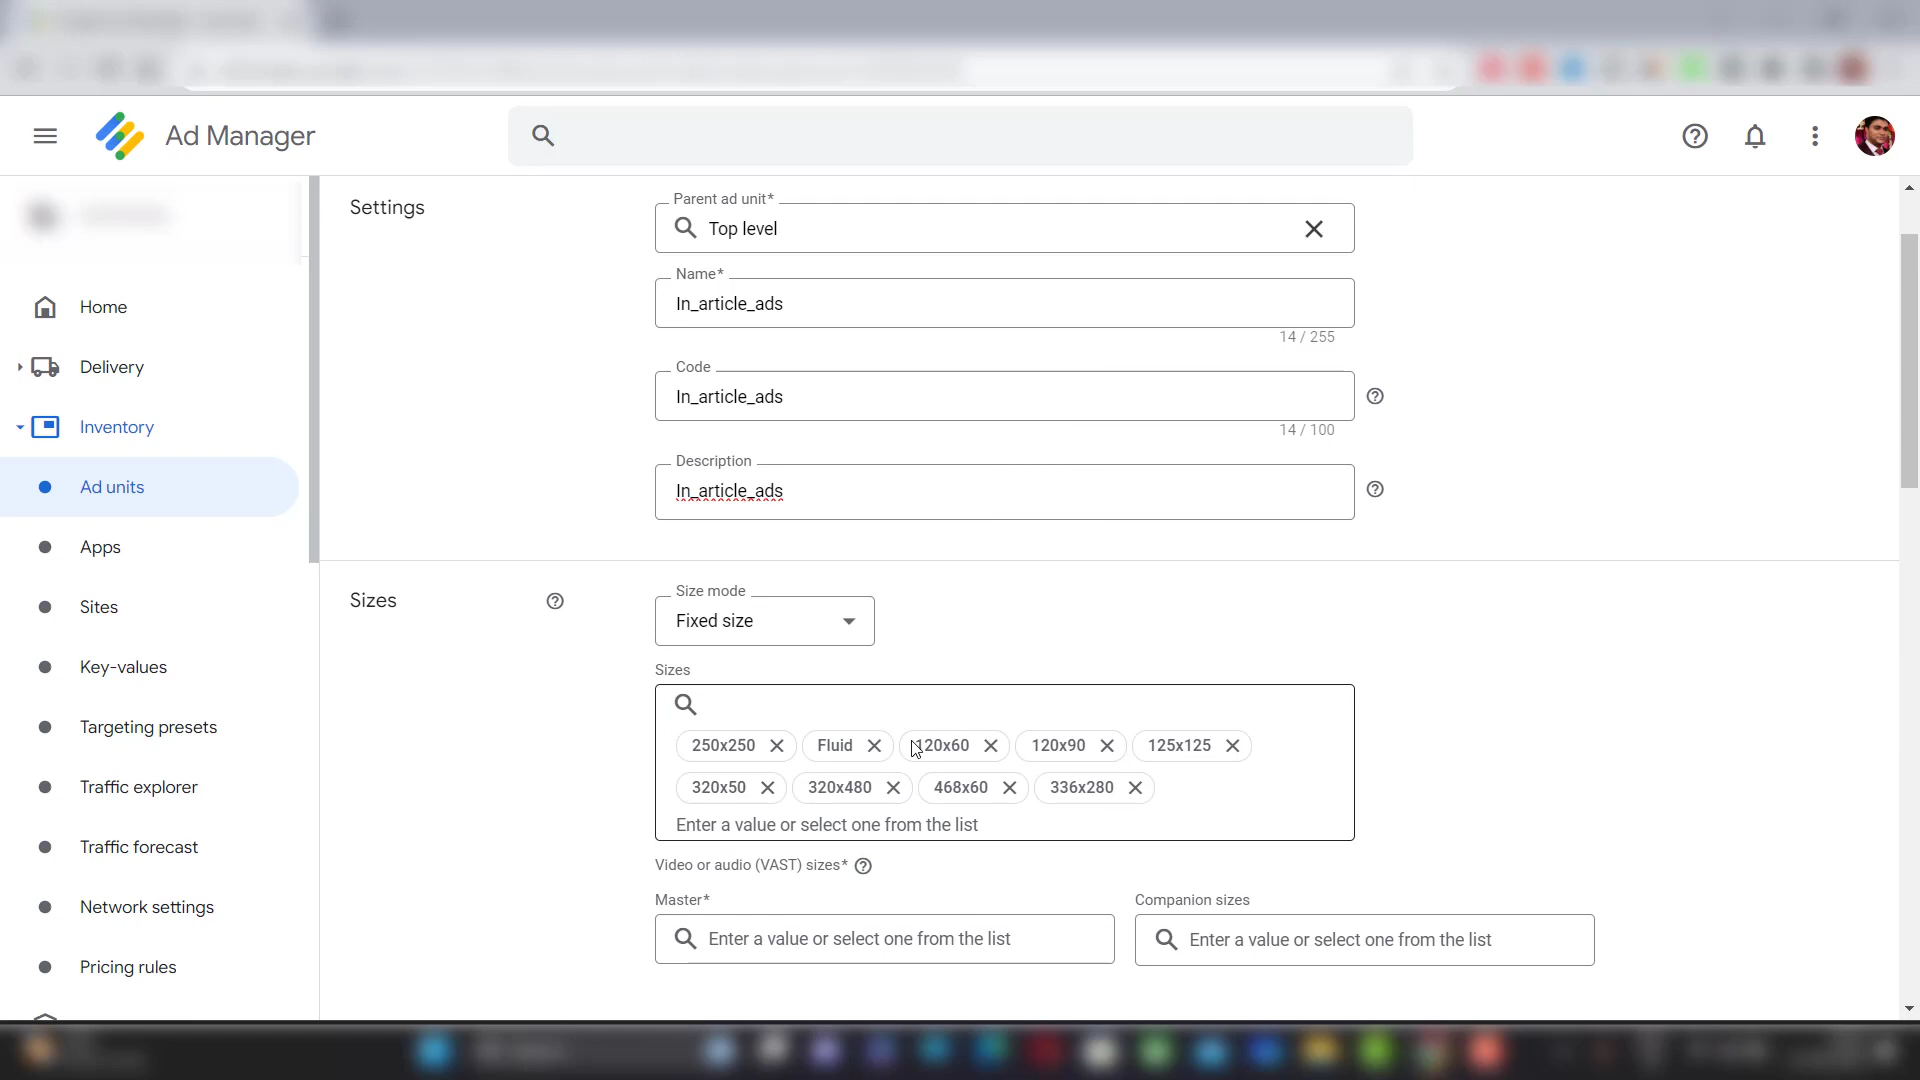 Ad Manager
Settings
Parent ad unit*
Top level
Name*
In_article_ads
14 / 255
Code
In_article_ads
14 / 100
Description
In_article_ads
Home
Delivery
Inventory
Ad units
Apps
Sites
Key-values
Targeting presets
Traffic explorer
Traffic forecast
Network settings
Pricing rules
Sizes
Size mode
Fixed size
Sizes
250x250 Fluid 120x60 120x90 125x125
320x50 320x480 468x60 336x280
Enter a value or select one from the list
Video or audio (VAST) sizes*
Master*
Enter a value or select one from the list
Companion sizes
Enter a value or select one from the list